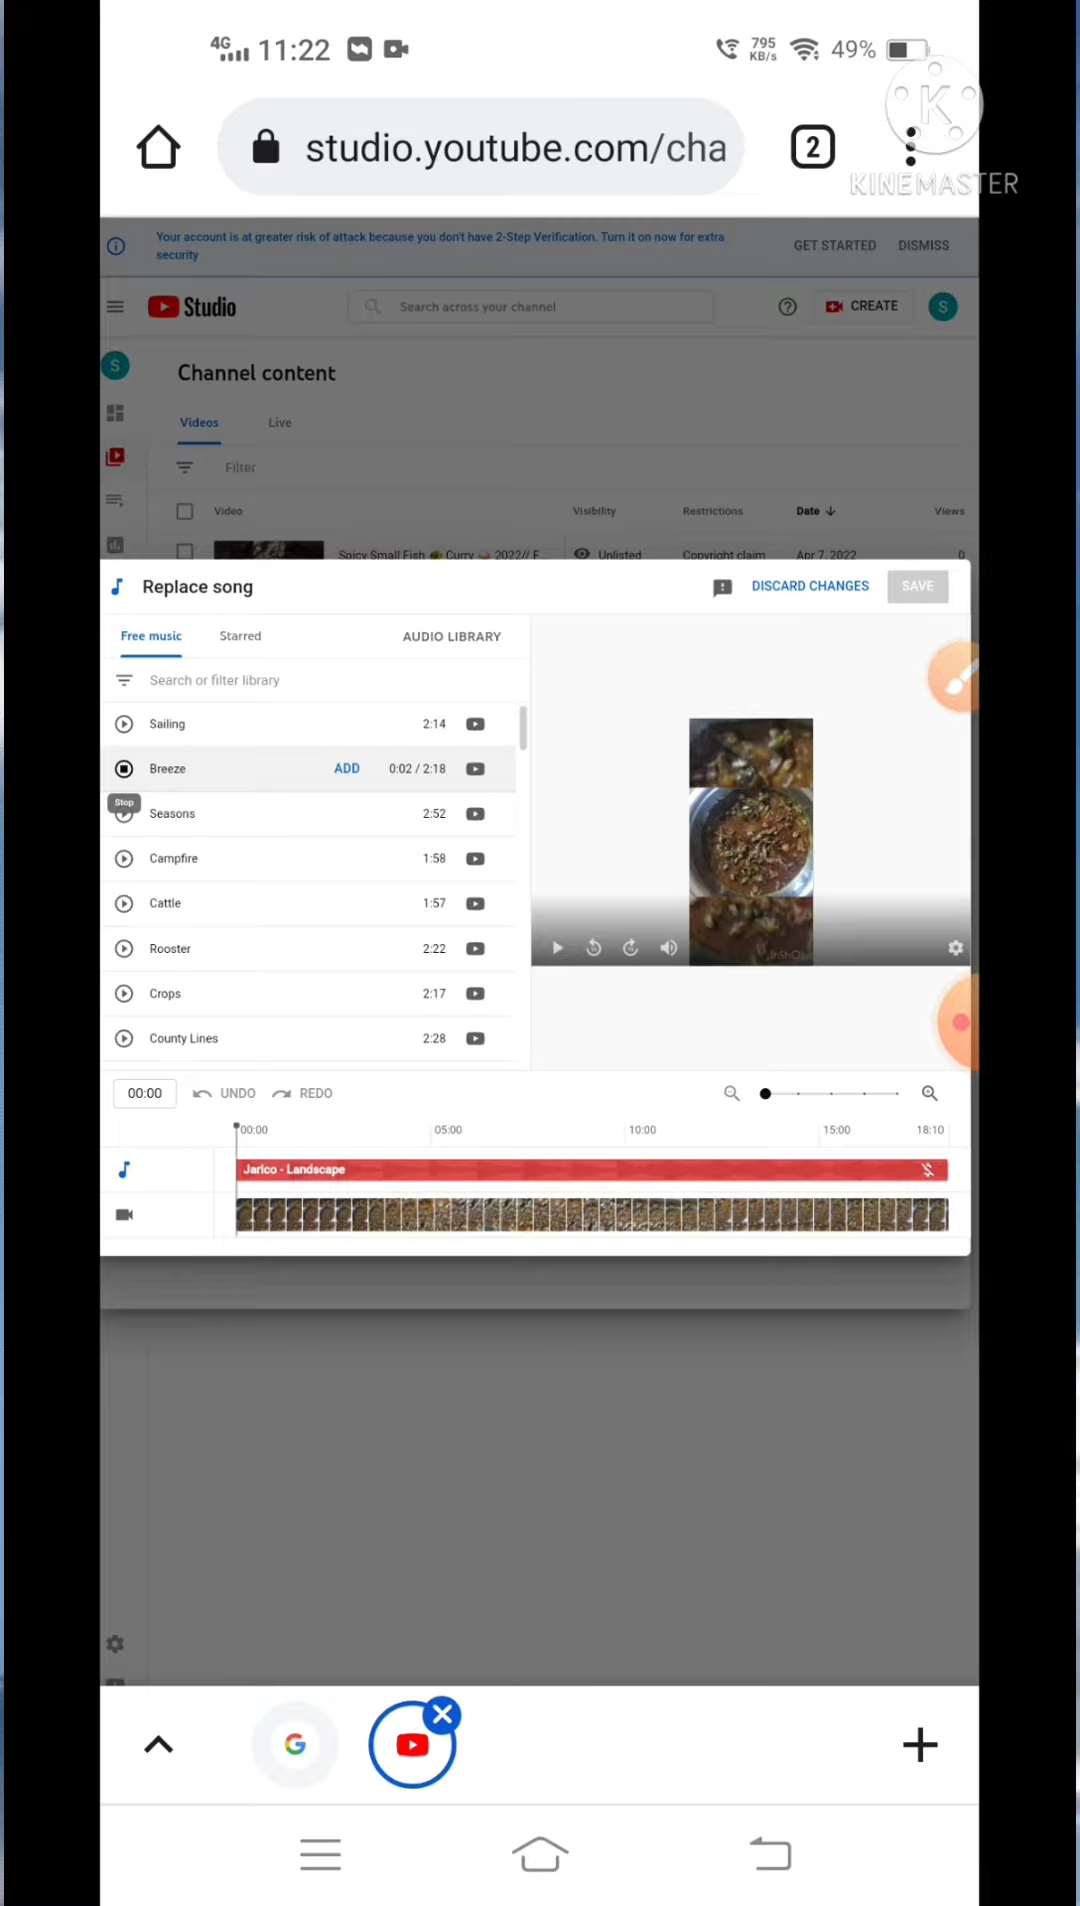 4G 11:22 795 KB/s 49%
studio.youtube.com/cha 2
K
KINEMASTER
Your account is at greater risk of attack because you don't have 2-Step Verification. Turn it on now for extra
security
GET STARTED DISMISS
Studio Search across your channel CREATE S
S Channel content
Videos Live
Filter
Video Visibility Restrictions Date Views
Spicy Small Fish Curry 2022// F... Unlisted Copyright claim Apr 7, 2022 0
Replace song DISCARD CHANGES SAVE
Free music Starred AUDIO LIBRARY
Search or filter library
Sailing 2:14
Breeze ADD 0:02 / 2:18
Stop
Seasons 2:52
Campfire 1:58
Cattle 1:57
Rooster 2:22
Crops 2:17
County Lines 2:28
InShOt
00:00 UNDO REDO
00:00 05:00 10:00 15:00 18:10
Jarico - Landscape
G